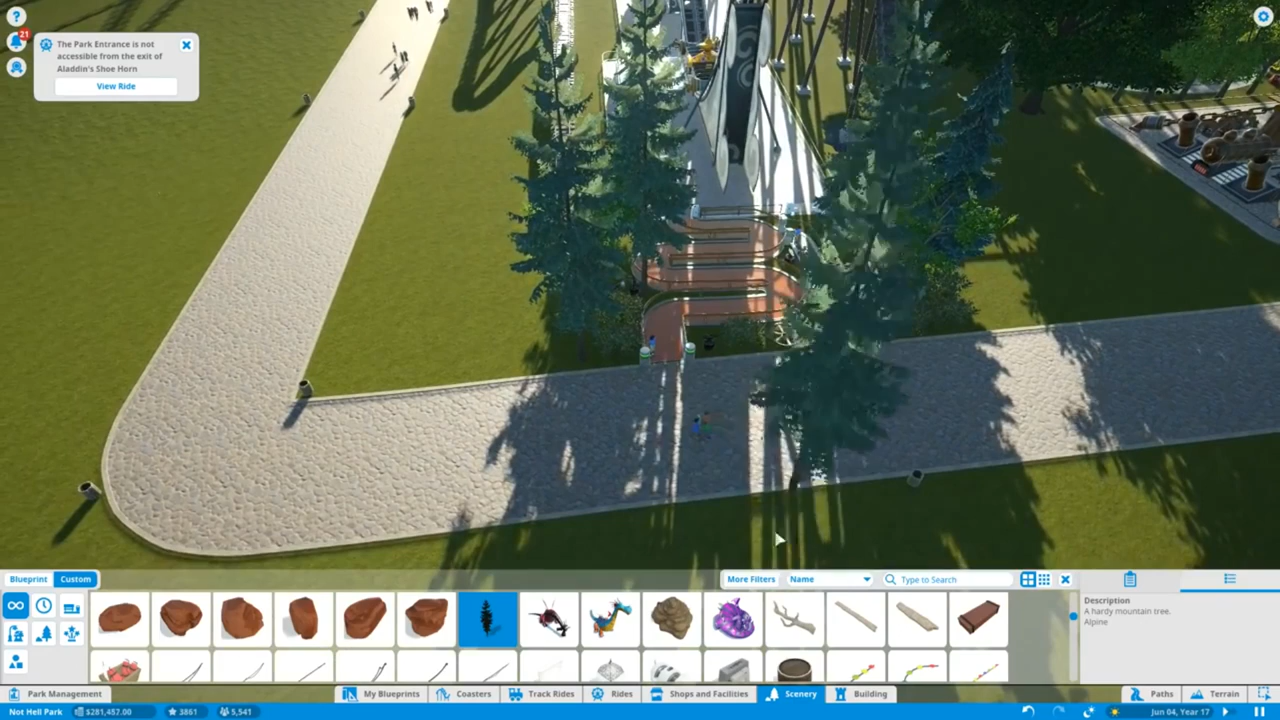 21
The Park Entrance is not
accessible from the exit of
Aladdin's Shoe Horn
View Ride
Blueprint Custom
More Filters Name Type to Search
Description
A hardy mountain tree.
Alpine
Park Management My Blueprints Coasters Track Rides Rides Shops and Facilities Scenery Building Paths Terrain
Not Hell Park $281,457.00 3861 5,541 Jun 04, Year 17